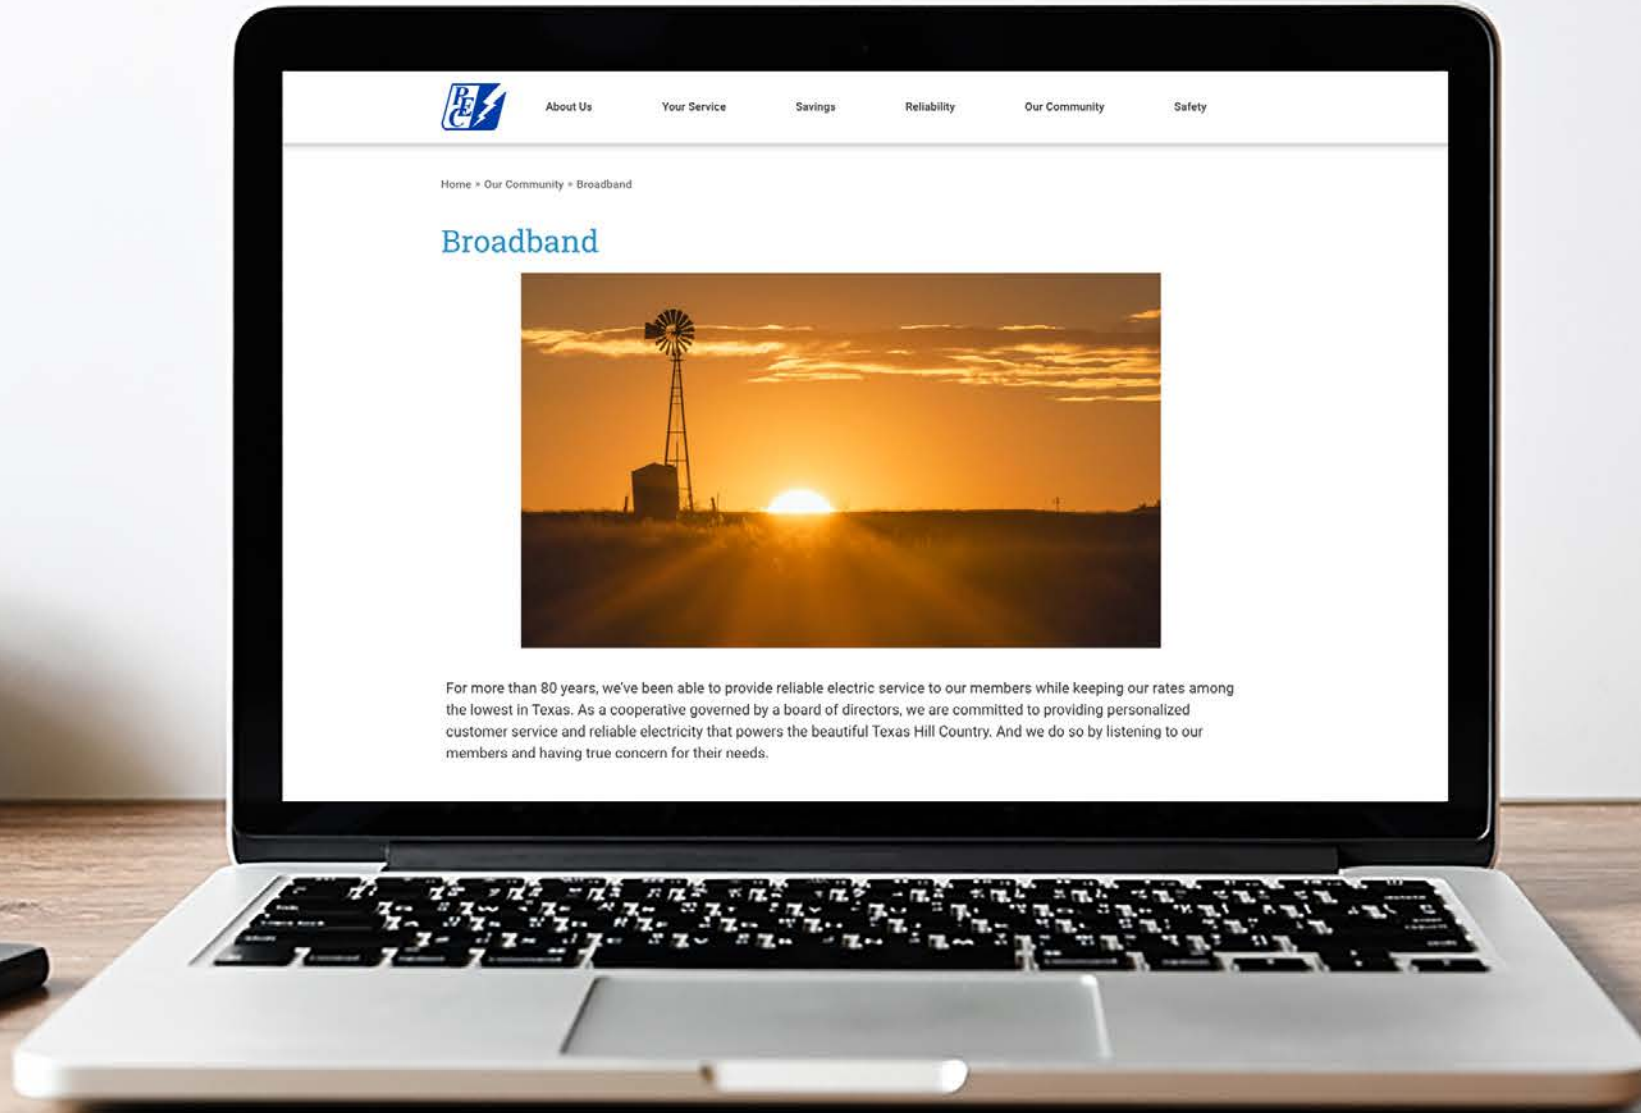 PEC
About Us
Your Service
Savings
Reliability
Our Community
Safety
Home » Our Community » Broadband
Broadband
For more than 80 years, we've been able to provide reliable electric service to our members while keeping our rates among
the lowest in Texas. As a cooperative governed by a board of directors, we are committed to providing personalized
customer service and reliable electricity that powers the beautiful Texas Hill Country. And we do so by listening to our
members and having true concern for their needs.